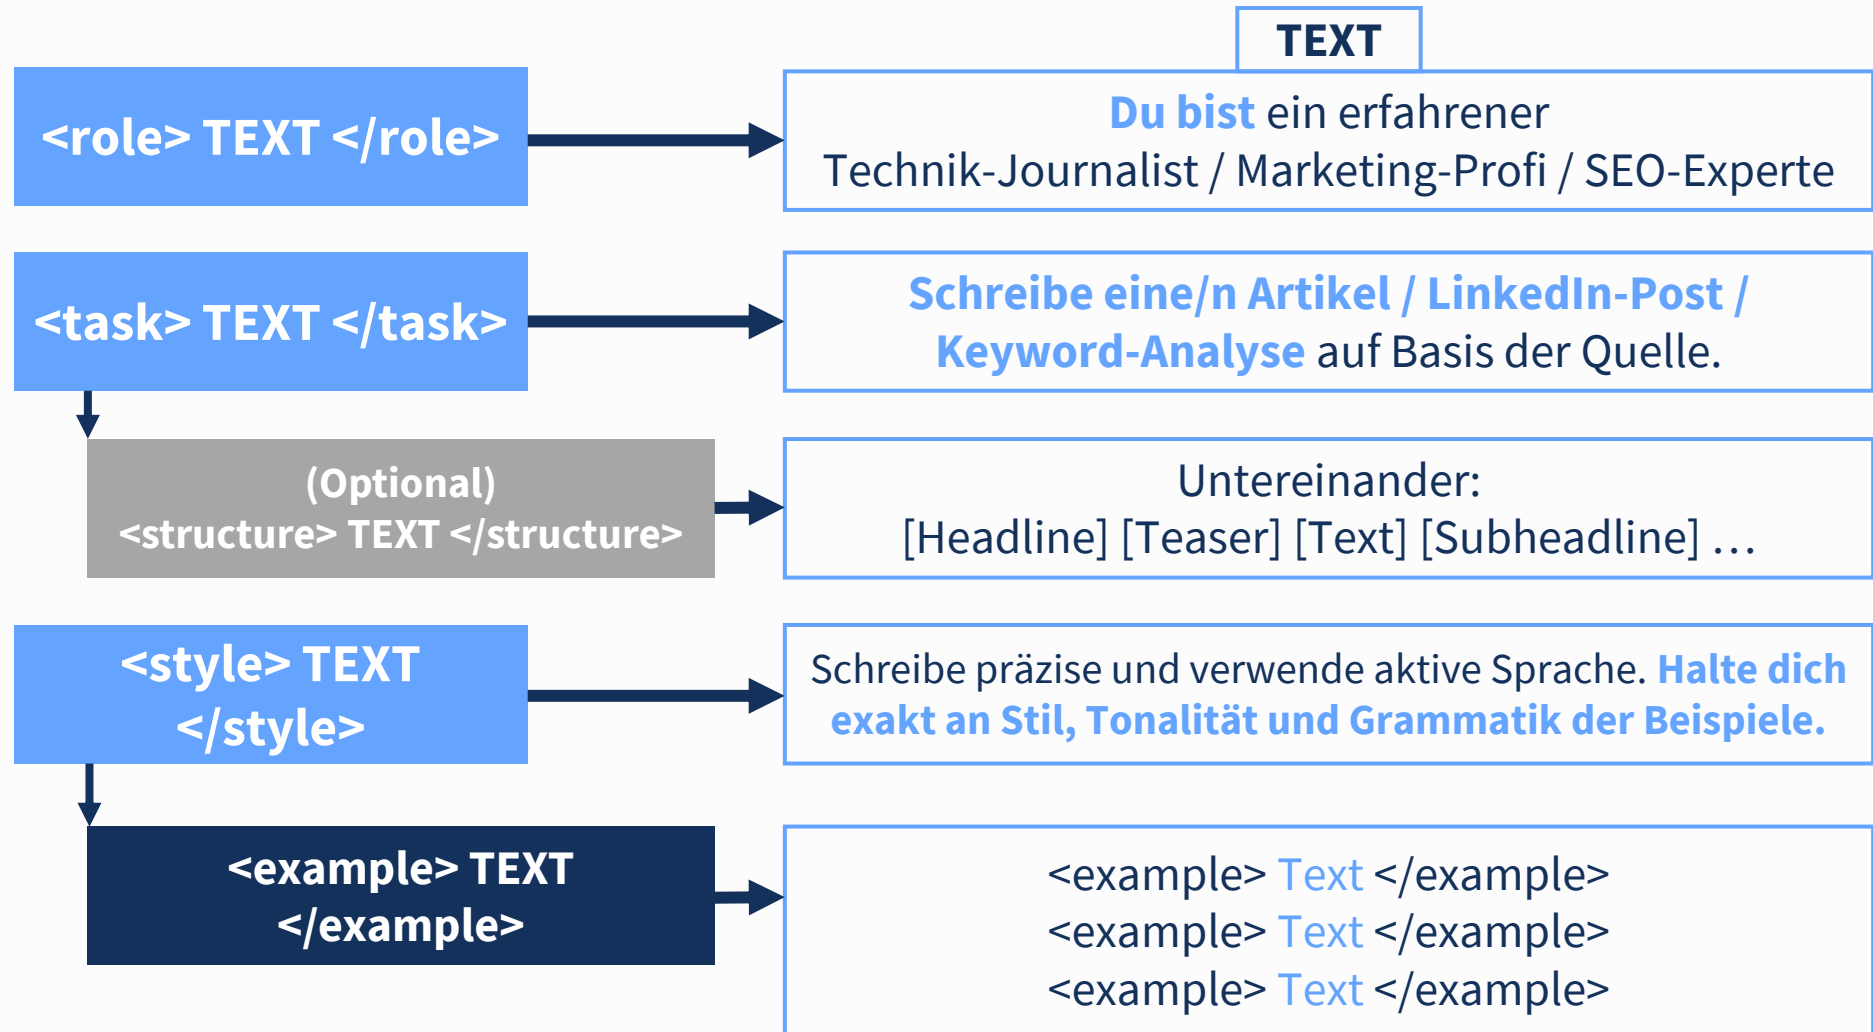 TEXT
<role> TEXT </role>
Du bist ein erfahrener
Technik-Journalist / Marketing-Profi / SEO-Experte
<task> TEXT </task>
Schreibe eine/n Artikel / LinkedIn-Post /
Keyword-Analyse auf Basis der Quelle.
(Optional)
<structure> TEXT </structure>
Untereinander:
[Headline] [Teaser] [Text] [Subheadline] …
<style> TEXT
</style>
Schreibe präzise und verwende aktive Sprache. Halte dich
exakt an Stil, Tonalität und Grammatik der Beispiele.
<example> TEXT
</example>
<example> Text </example>
<example> Text </example>
<example> Text </example>